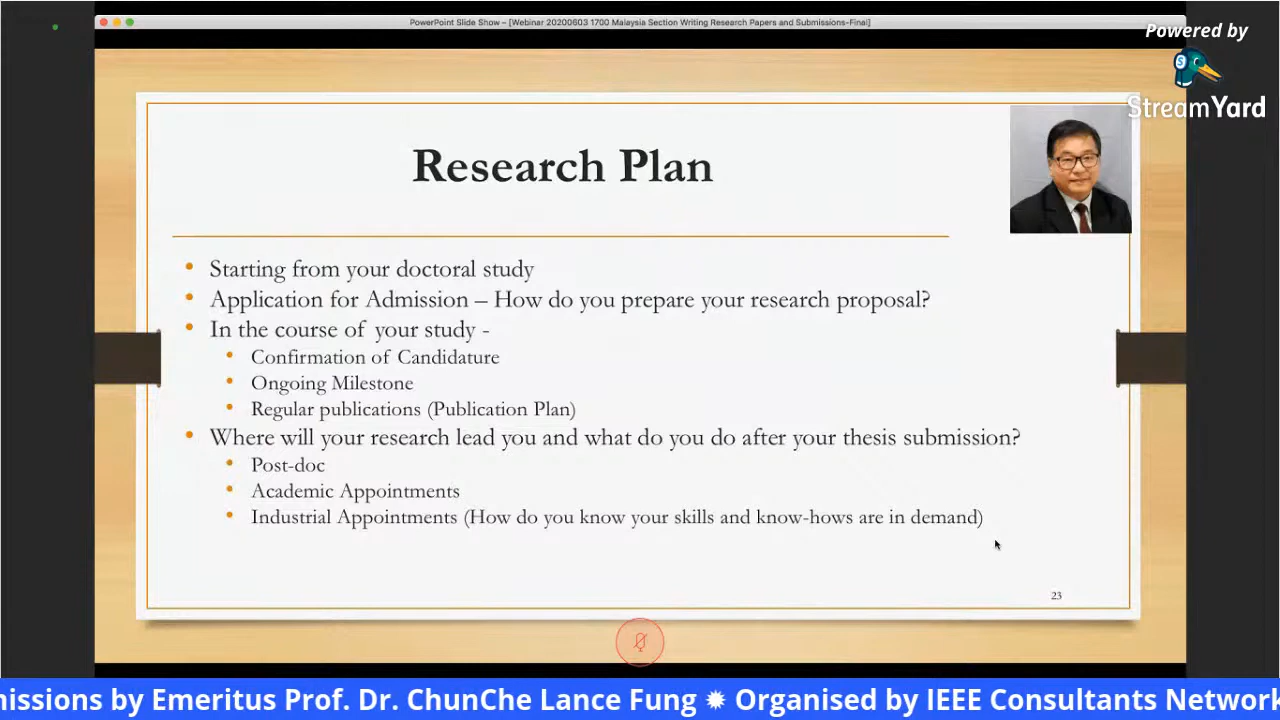 PowerPoint Slide Show – [Webinar 20200603 1700 Malaysia Section Writing Research Papers and Submissions-Final]
Powered by
StreamYard
Research Plan
• Starting from your doctoral study
• Application for Admission – How do you prepare your research proposal?
• In the course of your study -
• Confirmation of Candidature
• Ongoing Milestone
• Regular publications (Publication Plan)
• Where will your research lead you and what do you do after your thesis submission?
• Post-doc
• Academic Appointments
• Industrial Appointments (How do you know your skills and know-hows are in demand)
23
missions by Emeritus Prof. Dr. ChunChe Lance Fung ✸ Organised by IEEE Consultants Network